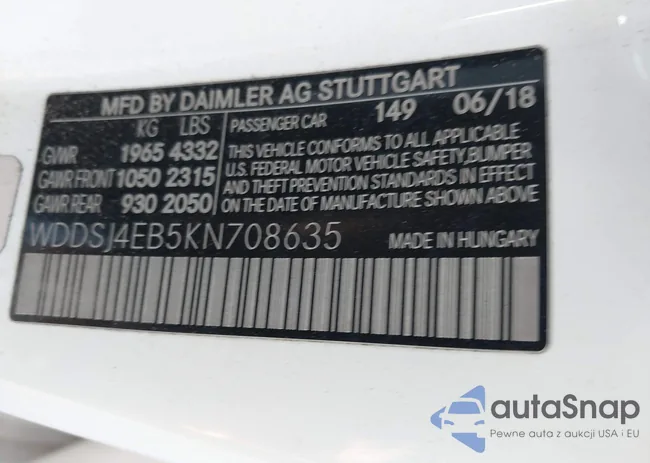 MFD BY DAIMLER AG STUTTGART
KG LBS PASSENGER CAR 149 06/18
GVWR 1965 4332
GAWR FRONT 1050 2315
GAWR REAR 930 2050
THIS VEHICLE CONFORMS TO ALL APPLICABLE
U.S. FEDERAL MOTOR VEHICLE SAFETY, BUMPER
AND THEFT PREVENTION STANDARDS IN EFFECT
ON THE DATE OF MANUFACTURE SHOWN ABOVE.
WDDSJ4EB5KN708635 MADE IN HUNGARY
autaSnap
Pewne auta z aukcji USA i EU